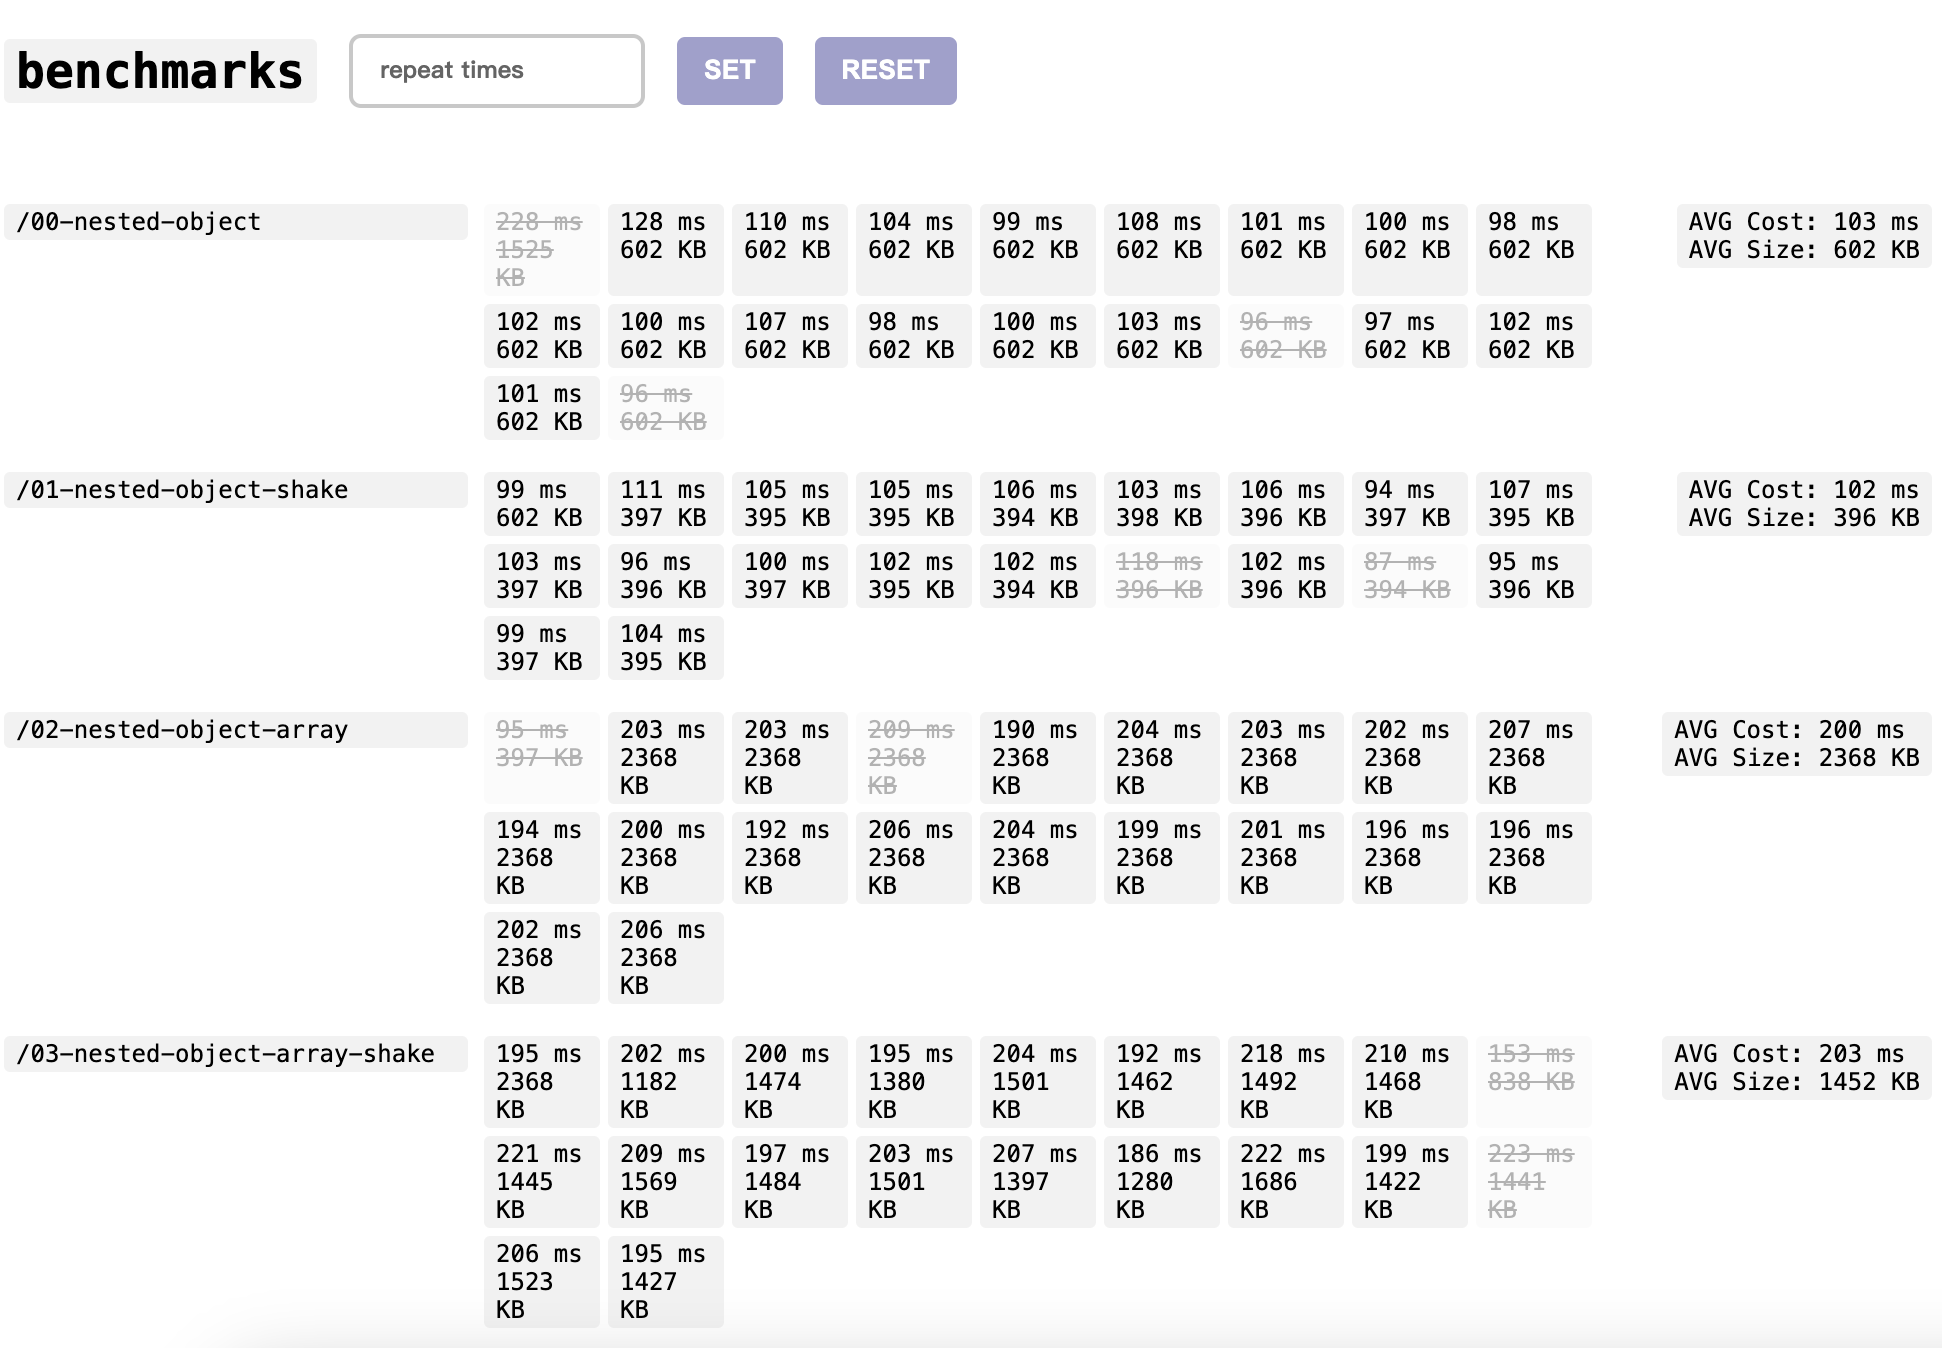 benchmarks
repeat times
SET
RESET
/00-nested-object
228 ms
1525
KB
128 ms
602 KB
110 ms
602 KB
104 ms
602 KB
99 ms
602 KB
108 ms
602 KB
101 ms
602 KB
100 ms
602 KB
98 ms
602 KB
AVG Cost: 103 ms
AVG Size: 602 KB
102 ms
602 KB
100 ms
602 KB
107 ms
602 KB
98 ms
602 KB
100 ms
602 KB
103 ms
602 KB
96 ms
602 KB
97 ms
602 KB
102 ms
602 KB
101 ms
602 KB
96 ms
602 KB
/01-nested-object-shake
99 ms
602 KB
111 ms
397 KB
105 ms
395 KB
105 ms
395 KB
106 ms
394 KB
103 ms
398 KB
106 ms
396 KB
94 ms
397 KB
107 ms
395 KB
AVG Cost: 102 ms
AVG Size: 396 KB
103 ms
397 KB
96 ms
396 KB
100 ms
397 KB
102 ms
395 KB
102 ms
394 KB
118 ms
396 KB
102 ms
396 KB
87 ms
394 KB
95 ms
396 KB
99 ms
397 KB
104 ms
395 KB
/02-nested-object-array
95 ms
397 KB
203 ms
2368
KB
203 ms
2368
KB
209 ms
2368
KB
190 ms
2368
KB
204 ms
2368
KB
203 ms
2368
KB
202 ms
2368
KB
207 ms
2368
KB
AVG Cost: 200 ms
AVG Size: 2368 KB
194 ms
2368
KB
200 ms
2368
KB
192 ms
2368
KB
206 ms
2368
KB
204 ms
2368
KB
199 ms
2368
KB
201 ms
2368
KB
196 ms
2368
KB
196 ms
2368
KB
202 ms
2368
KB
206 ms
2368
KB
/03-nested-object-array-shake
195 ms
2368
KB
202 ms
1182
KB
200 ms
1474
KB
195 ms
1380
KB
204 ms
1501
KB
192 ms
1462
KB
218 ms
1492
KB
210 ms
1468
KB
153 ms
838 KB
AVG Cost: 203 ms
AVG Size: 1452 KB
221 ms
1445
KB
209 ms
1569
KB
197 ms
1484
KB
203 ms
1501
KB
207 ms
1397
KB
186 ms
1280
KB
222 ms
1686
KB
199 ms
1422
KB
223 ms
1441
KB
206 ms
1523
KB
195 ms
1427
KB